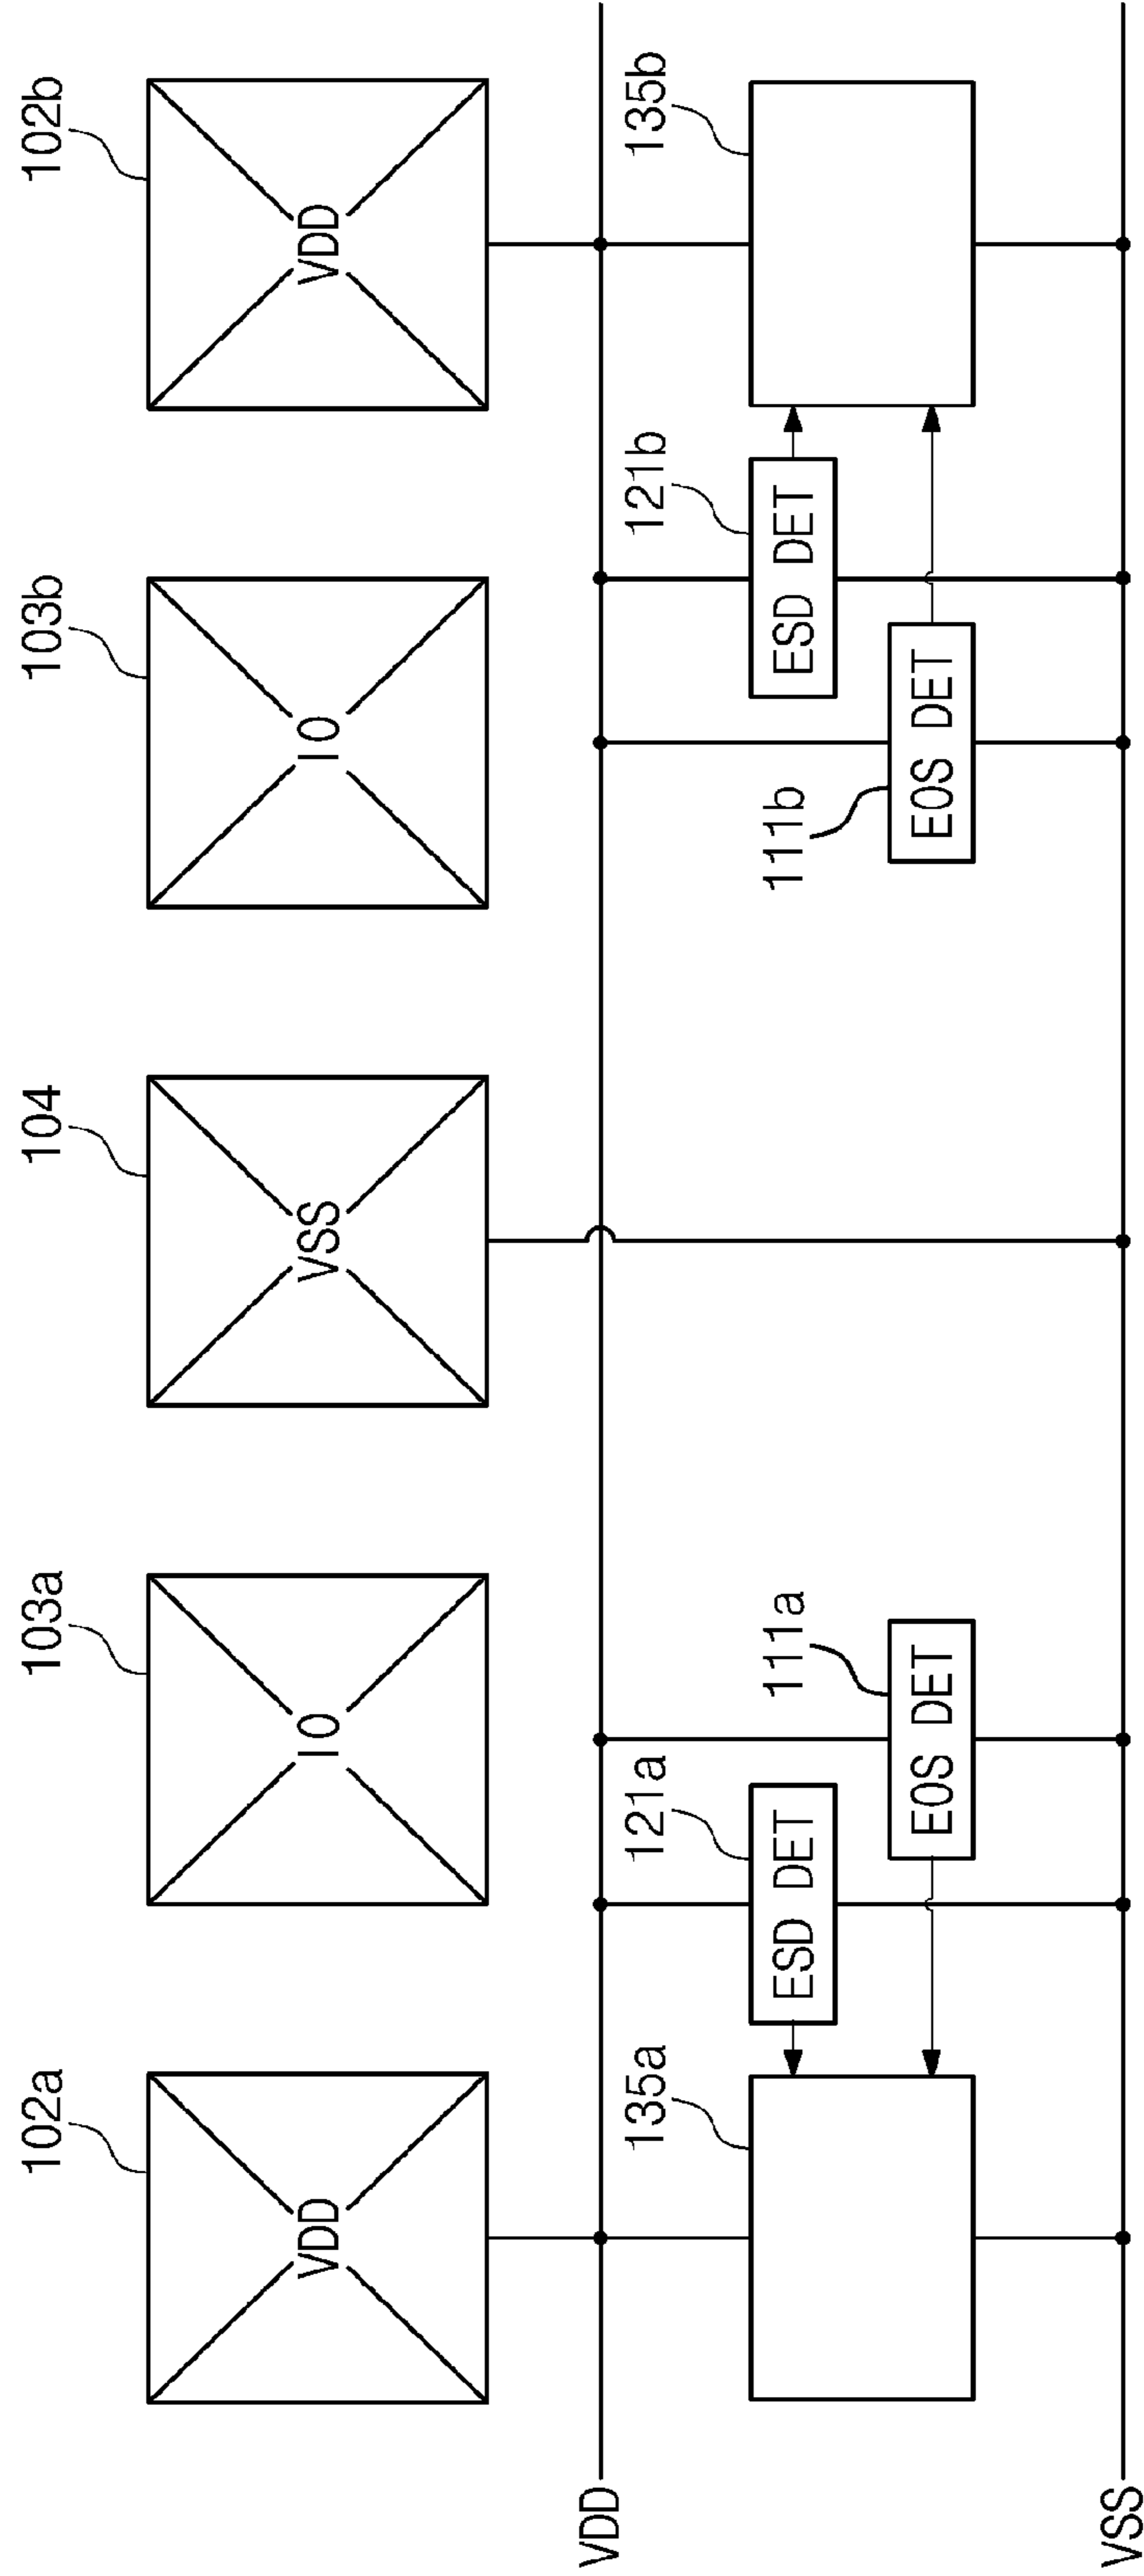 102a
103a
104
103b
102b
VDD
IO
VSS
IO
VDD
VDD
135a
121a
121b
135b
ESD DET
ESD DET
111a
111b
EOS DET
EOS DET
VSS